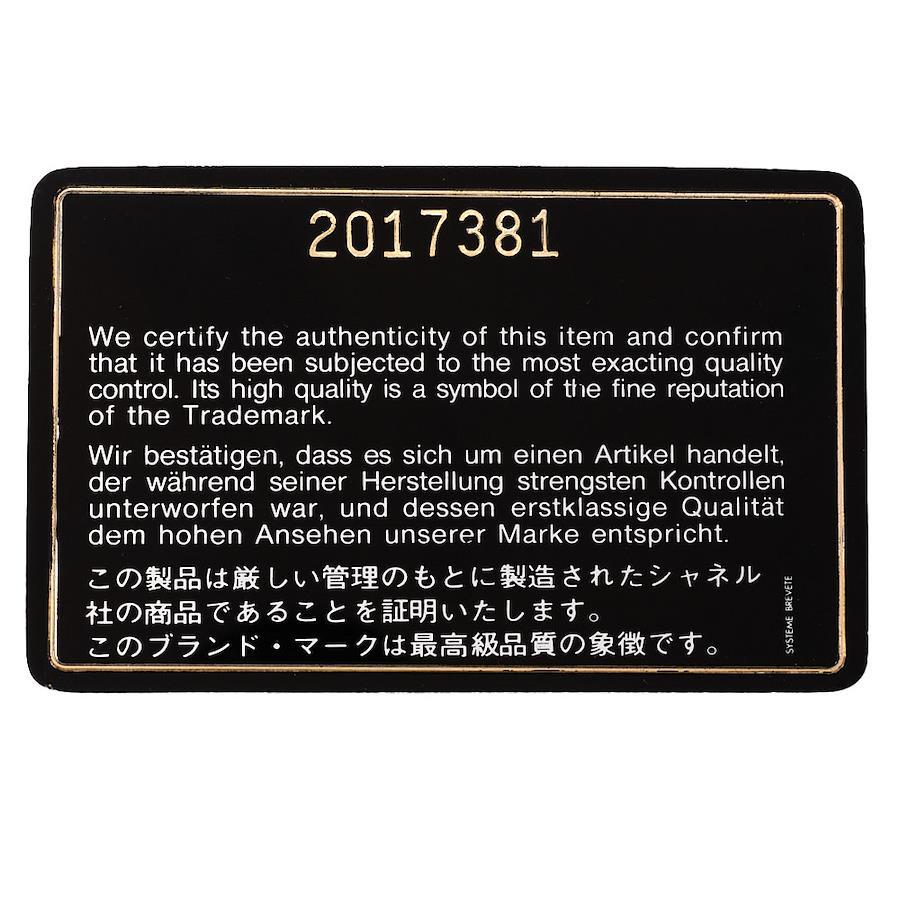 2017381
We certify the authenticity of this item and confirm
that it has been subjected to the most exacting quality
control. Its high quality is a symbol of the fine reputation
of the Trademark.
Wir bestätigen, dass es sich um einen Artikel handelt,
der während seiner Herstellung strengsten Kontrollen
unterworfen war, und dessen erstklassige Qualität
dem hohen Ansehen unserer Marke entspricht.
この製品は厳しい管理のもとに製造されたシャネル
社の商品であることを証明いたします。
このブランド・マークは最高級品質の象徴です。
SYSTEME BREVETE